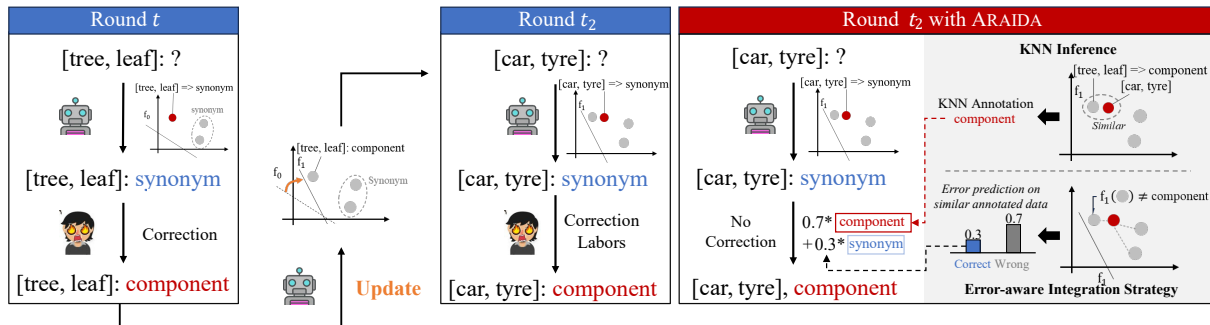 Round t
[tree, leaf]: ?
[tree, leaf] => synonym
f0
synonym
[tree, leaf]: synonym
Correction
[tree, leaf]: component
[tree, leaf]: component
f0
f1
Synonym
Update
Round t2
[car, tyre]: ?
[car, tyre] => synonym
f1
[car, tyre]: synonym
Correction
Labors
[car, tyre]: component
Round t2 with ARAIDA
[car, tyre]: ?
[car, tyre] => synonym
f1
[car, tyre]: synonym
No
Correction
0.7* component
+ 0.3* synonym
[car, tyre], component
KNN Inference
[tree, leaf] => component
[car, tyre]
f1
Similar
KNN Annotation
component
Error prediction on
similar annotated data
0.3
0.7
Correct Wrong
f1( ) ≠ component
f1
Error-aware Integration Strategy